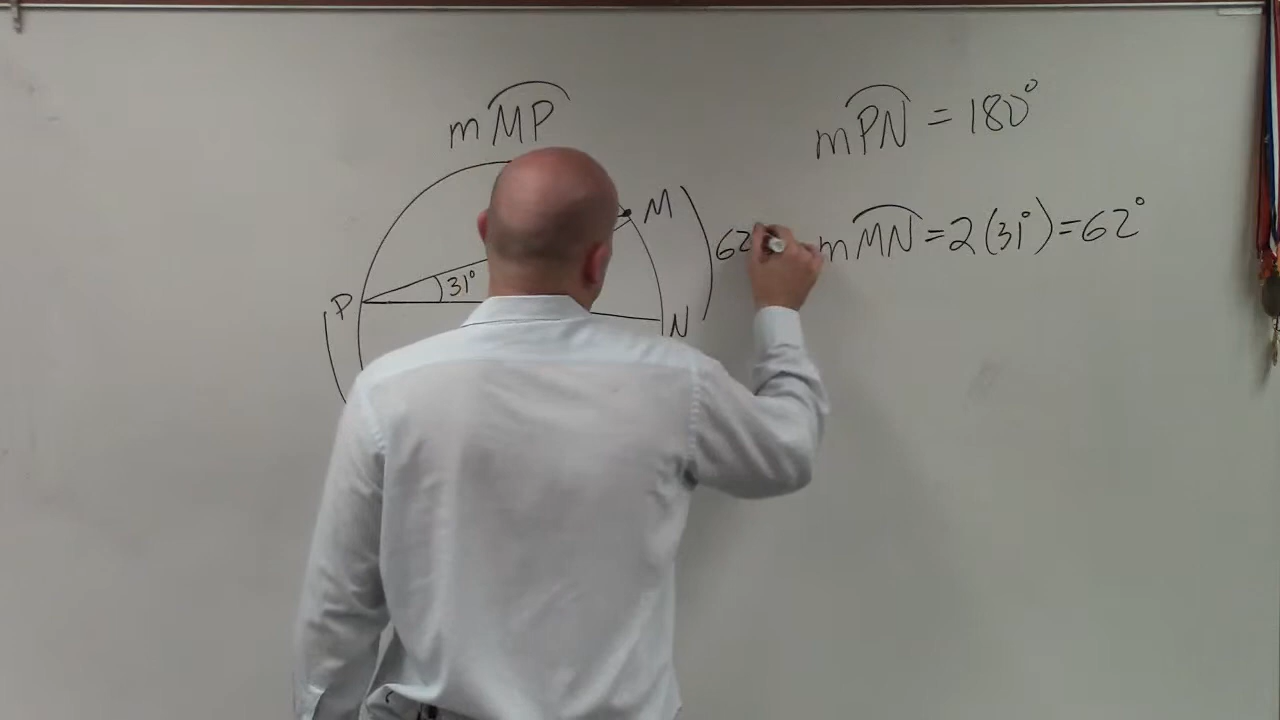 mMP
mPN = 180°
M
62
mMN = 2(31°) = 62°
P
31°
N